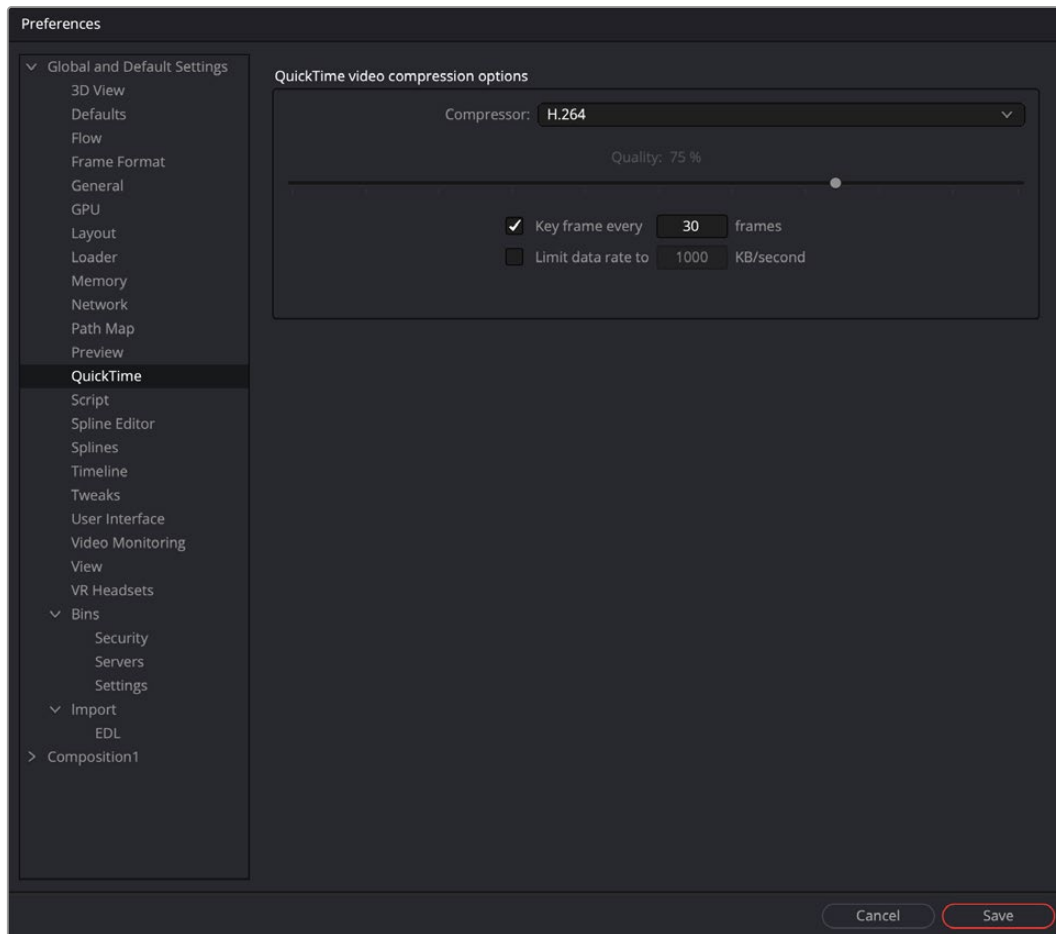 Preferences
Global and Default Settings
3D View
Defaults
Flow
Frame Format
General
GPU
Layout
Loader
Memory
Network
Path Map
Preview
QuickTime
Script
Spline Editor
Splines
Timeline
Tweaks
User Interface
Video Monitoring
View
VR Headsets
Bins
Security
Servers
Settings
Import
EDL
Composition1
QuickTime video compression options
Compressor: H.264
Quality: 75 %
Key frame every 30 frames
Limit data rate to 1000 KB/second
Cancel Save